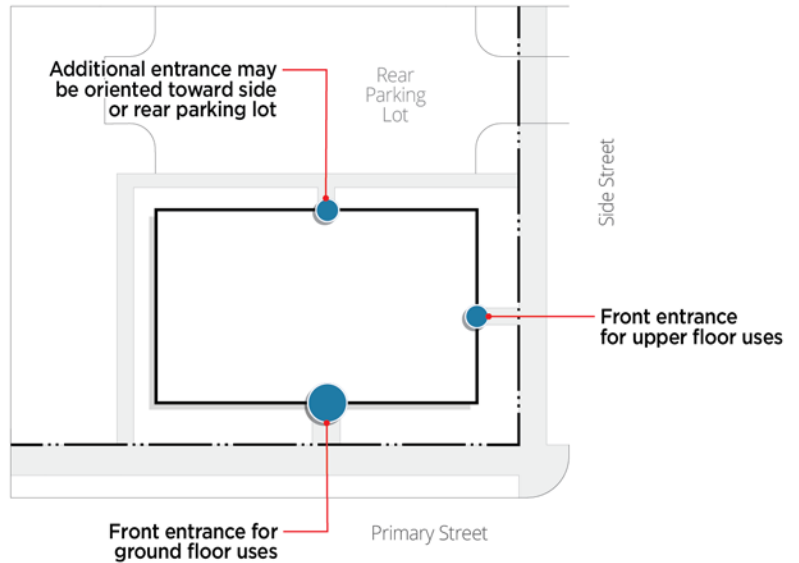 Additional entrance may
be oriented toward side
or rear parking lot
Rear
Parking
Lot
Side Street
Front entrance
for upper floor uses
Front entrance for
ground floor uses
Primary Street